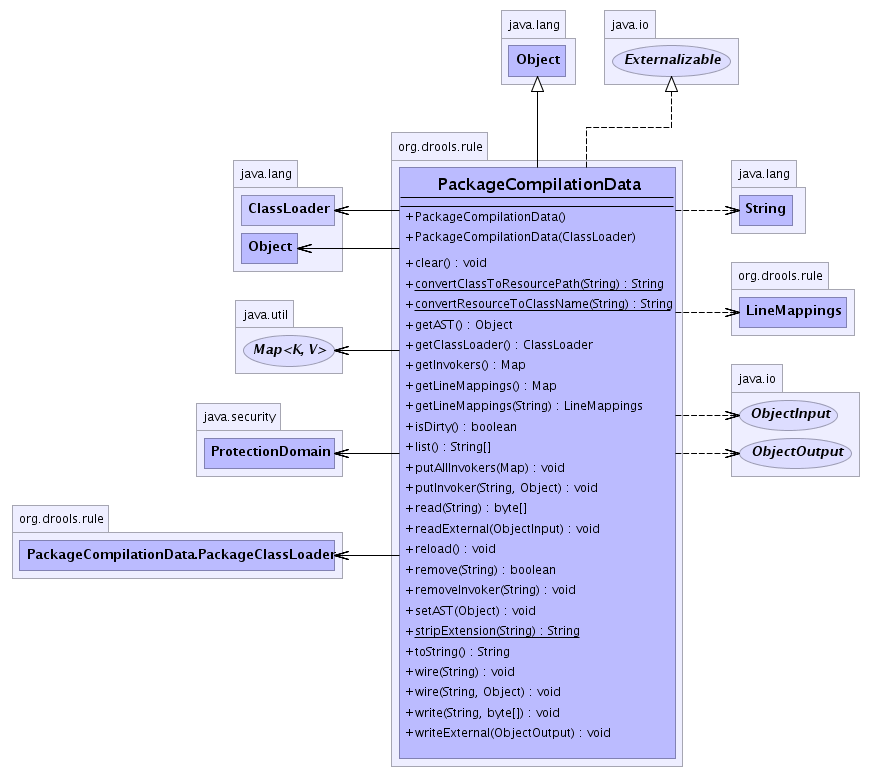 java.lang
Object
java.io
Externalizable
org.drools.rule
PackageCompilationData
+PackageCompilationData()
+PackageCompilationData(ClassLoader)
+clear() : void
+convertClassToResourcePath(String) : String
+convertResourceToClassName(String) : String
+getAST() : Object
+getClassLoader() : ClassLoader
+getInvokers() : Map
+getLineMappings() : Map
+getLineMappings(String) : LineMappings
+isDirty() : boolean
+list() : String[]
+putAllInvokers(Map) : void
+putInvoker(String, Object) : void
+read(String) : byte[]
+readExternal(ObjectInput) : void
+reload() : void
+remove(String) : boolean
+removeInvoker(String) : void
+setAST(Object) : void
+stripExtension(String) : String
+toString() : String
+wire(String) : void
+wire(String, Object) : void
+write(String, byte[]) : void
+writeExternal(ObjectOutput) : void
java.lang
ClassLoader
Object
java.util
Map<K, V>
java.security
ProtectionDomain
org.drools.rule
PackageCompilationData.PackageClassLoader
java.lang
String
org.drools.rule
LineMappings
java.io
ObjectInput
ObjectOutput